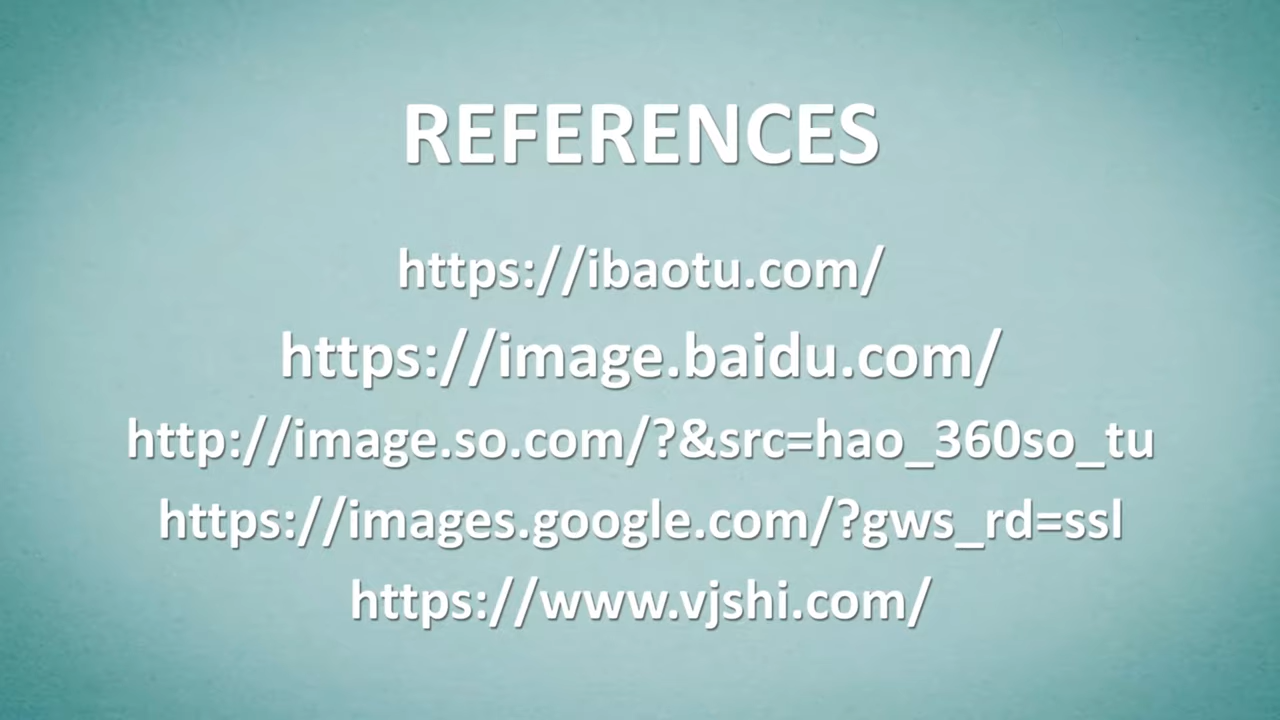 REFERENCES
https://ibaotu.com/
https://image.baidu.com/
http://image.so.com/?&src=hao_360so_tu
https://images.google.com/?gws_rd=ssl
https://www.vjshi.com/